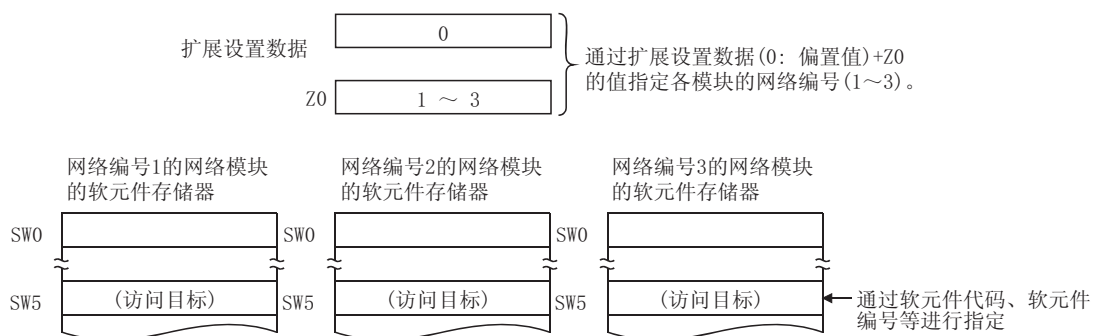 扩展设置数据
0
Z0
1 ～ 3
通过扩展设置数据(0: 偏置值)+Z0
的值指定各模块的网络编号(1～3)。
网络编号1的网络模块
的软元件存储器
网络编号2的网络模块
的软元件存储器
网络编号3的网络模块
的软元件存储器
SW0
SW0
SW0
SW5
(访问目标)
SW5
(访问目标)
SW5
(访问目标)
通过软元件代码、软元件
编号等进行指定